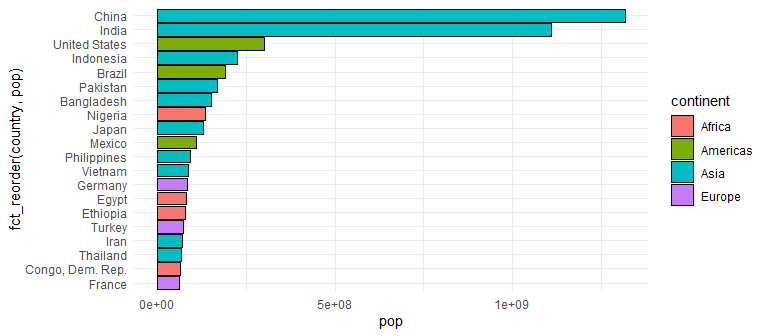 fct_reorder(country, pop)
China
India
United States
Indonesia
Brazil
Pakistan
Bangladesh
Nigeria
Japan
Mexico
Philippines
Vietnam
Germany
Egypt
Ethiopia
Turkey
Iran
Thailand
Congo, Dem. Rep.
France
0e+00 5e+08 1e+09
pop
continent
Africa
Americas
Asia
Europe